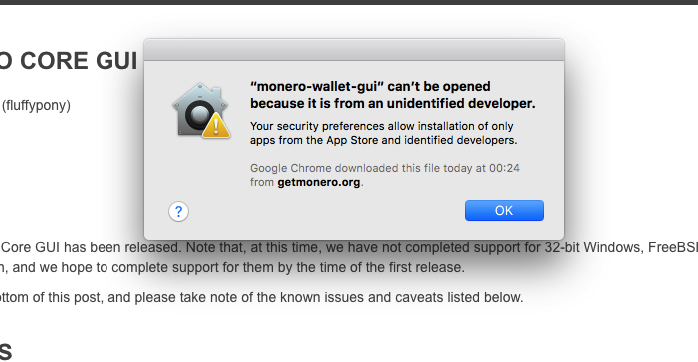 O CORE GUI
(fluffypony)
“monero-wallet-gui” can’t be opened
because it is from an unidentified developer.
Your security preferences allow installation of only
apps from the App Store and identified developers.
Google Chrome downloaded this file today at 00:24
from getmonero.org.
?
OK
Core GUI has been released. Note that, at this time, we have not completed support for 32-bit Windows, FreeBS
n, and we hope to complete support for them by the time of the first release.
ottom of this post, and please take note of the known issues and caveats listed below.
S